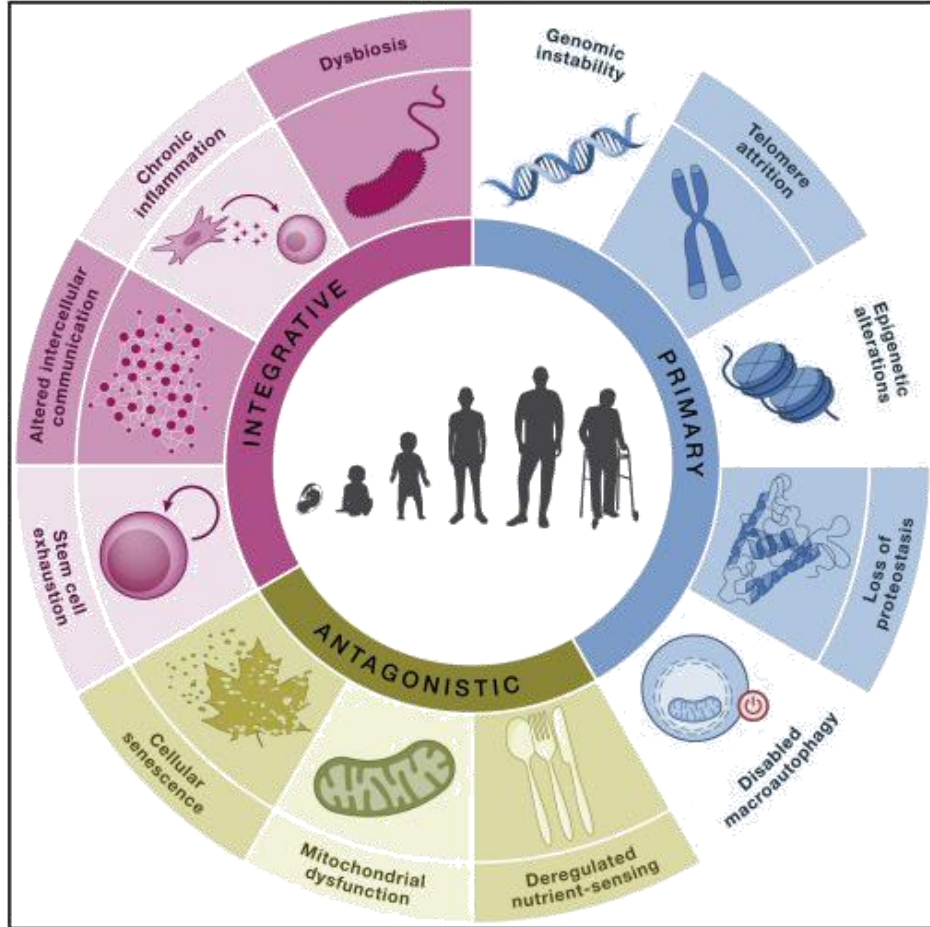 Dysbiosis
Genomic
instability
Telomere
attrition
Epigenetic
alterations
Loss of
proteostasis
Disabled
macroautophagy
Deregulated
nutrient-sensing
Mitochondrial
dysfunction
Cellular
senescence
Stem cell
exhaustion
Altered intercellular
communication
Chronic
inflammation
INTEGRATIVE
PRIMARY
ANTAGONISTIC